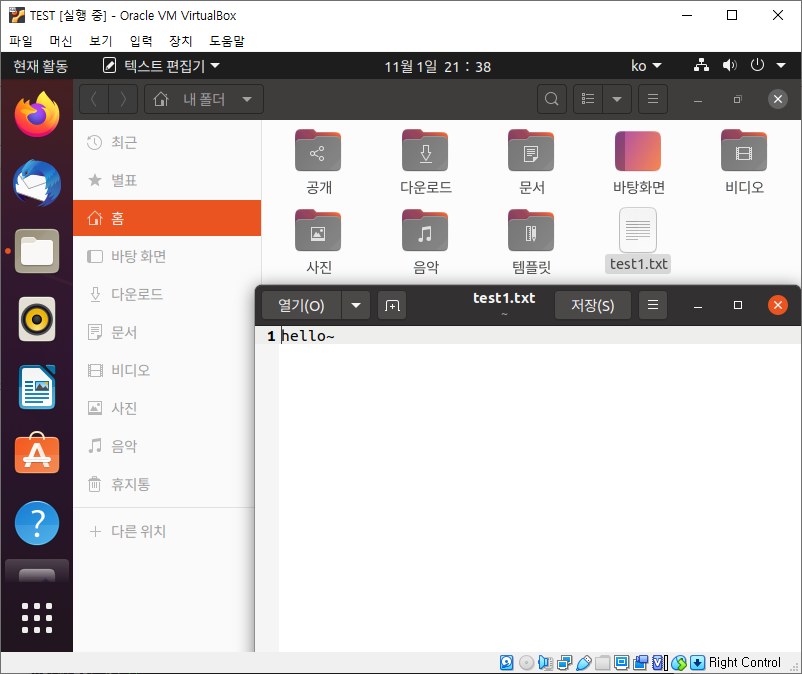 TEST [실행 중] - Oracle VM VirtualBox
파일 머신 보기 입력 장치 도움말
현재 활동 텍스트 편집기 11월 1일 21 : 38 ko
내 폴더
최근
별표
홈
바탕 화면
다운로드
문서
비디오
사진
음악
휴지통
다른 위치
공개 다운로드 문서 바탕화면 비디오
사진 음악 템플릿 test1.txt
열기(O) test1.txt 저장(S)
~
1 hello~
Right Control